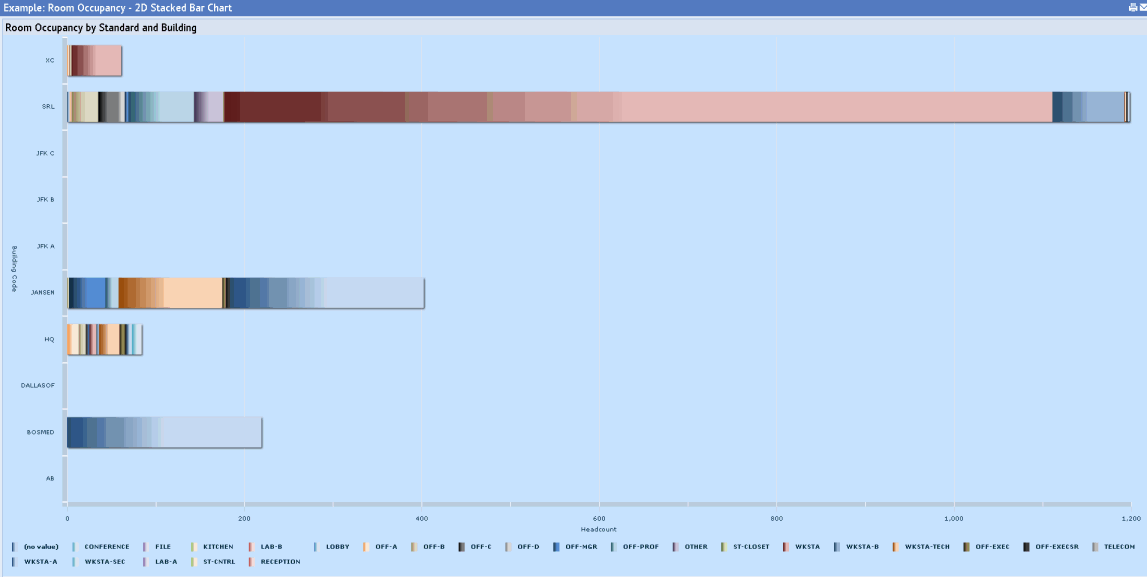 Example: Room Occupancy - 2D Stacked Bar Chart
Room Occupancy by Standard and Building
XC
SRL
JFK C
JFK B
JFK A
Building Code
JANSEN
HQ
DALLASOF
BOSMED
AB
0 200 400 600 800 1,000 1,200
Headcount
(no value) CONFERENCE FILE KITCHEN LAB-B LOBBY OFF-A OFF-B OFF-C OFF-D OFF-MGR OFF-PROF OTHER ST-CLOSET WKSTA WKSTA-B WKSTA-TECH OFF-EXEC OFF-EXECSR TELECOM
WKSTA-A WKSTA-SEC LAB-A ST-CNTRL RECEPTION